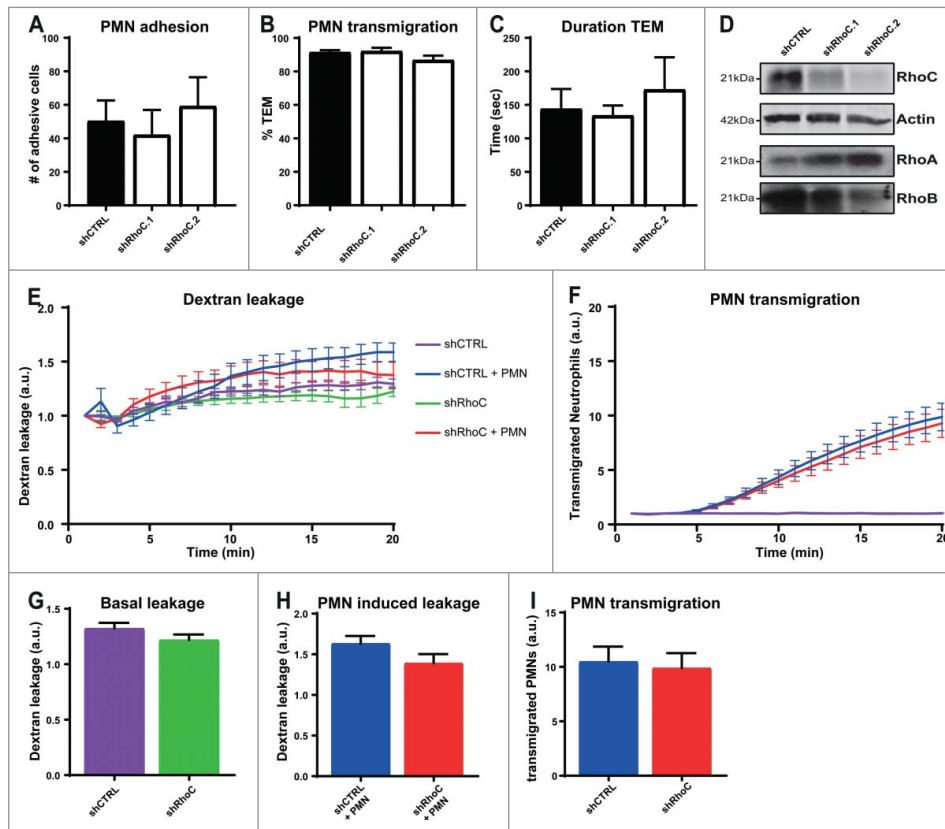 A PMN adhesion
# of adhesive cells
100
80
60
40
20
0
shCTRL
shRhoC.1
shRhoC.2
B PMN transmigration
% TEM
100
80
60
40
20
0
shCTRL
shRhoC.1
shRhoC.2
C Duration TEM
Time (sec)
250
200
150
100
50
0
shCTRL
shRhoC.1
shRhoC.2
D
shCTRL
shRhoC.1
shRhoC.2
21kDa RhoC
42kDa Actin
21kDa RhoA
21kDa RhoB
E Dextran leakage
Dextran leakage (a.u.)
2.0
1.5
1.0
0.5
0.0
0 5 10 15 20
Time (min)
shCTRL
shCTRL + PMN
shRhoC
shRhoC + PMN
F PMN transmigration
Transmigrated Neutrophils (a.u.)
20
15
10
5
0
0 5 10 15 20
Time (min)
G Basal leakage
Dextran leakage (a.u.)
1.5
1.0
0.5
0.0
shCTRL
shRhoC
H PMN induced leakage
Dextran leakage (a.u.)
2.0
1.5
1.0
0.5
0.0
shCTRL
+ PMN
shRhoC
+ PMN
I PMN transmigration
transmigrated PMNs (a.u.)
15
10
5
0
shCTRL
shRhoC